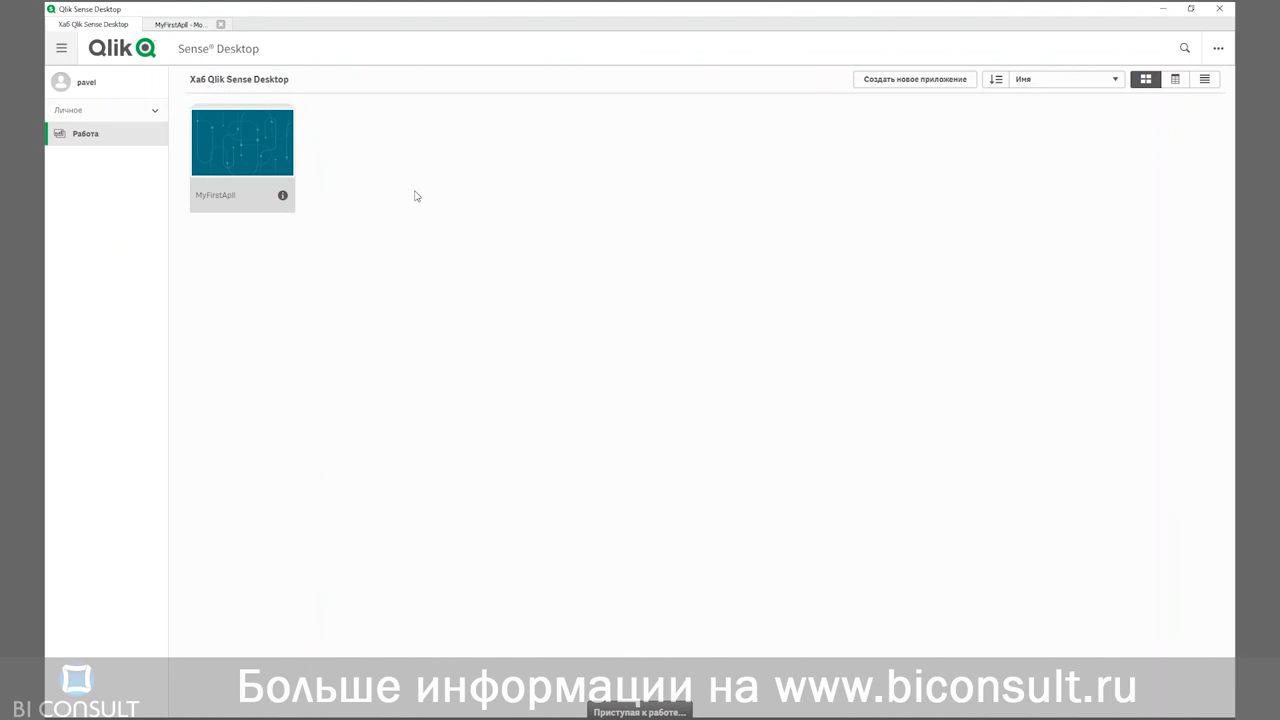 Qlik Sense Desktop
Хаб Qlik Sense Desktop
MyFirstApll - Mo...
Qlik
Sense® Desktop
pavel
Хаб Qlik Sense Desktop
Создать новое приложение
Имя
Личное
Работа
MyFirstApll
Больше информации на www.biconsult.ru
BI CONSULT
Приступая к работе...